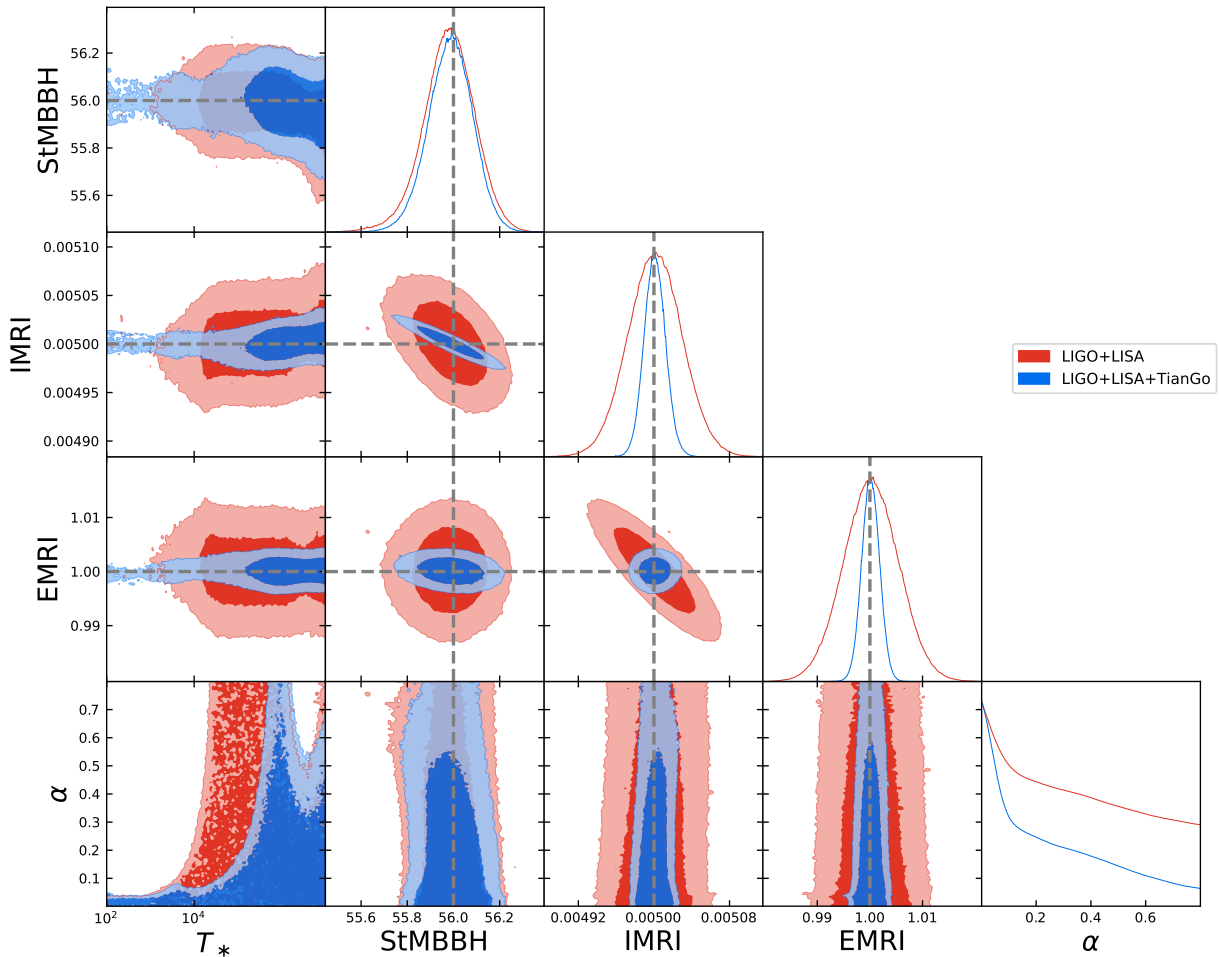 StMBBH
56.2
56.0
55.8
55.6
IMRI
0.00510
0.00505
0.00500
0.00495
0.00490
LIGO+LISA
LIGO+LISA+TianGo
EMRI
1.01
1.00
0.99
α
0.7
0.6
0.5
0.4
0.3
0.2
0.1
10² 10⁴
55.6 55.8 56.0 56.2
0.00492 0.00500 0.00508
0.99 1.00 1.01
0.2 0.6
T* StMBBH IMRI EMRI α